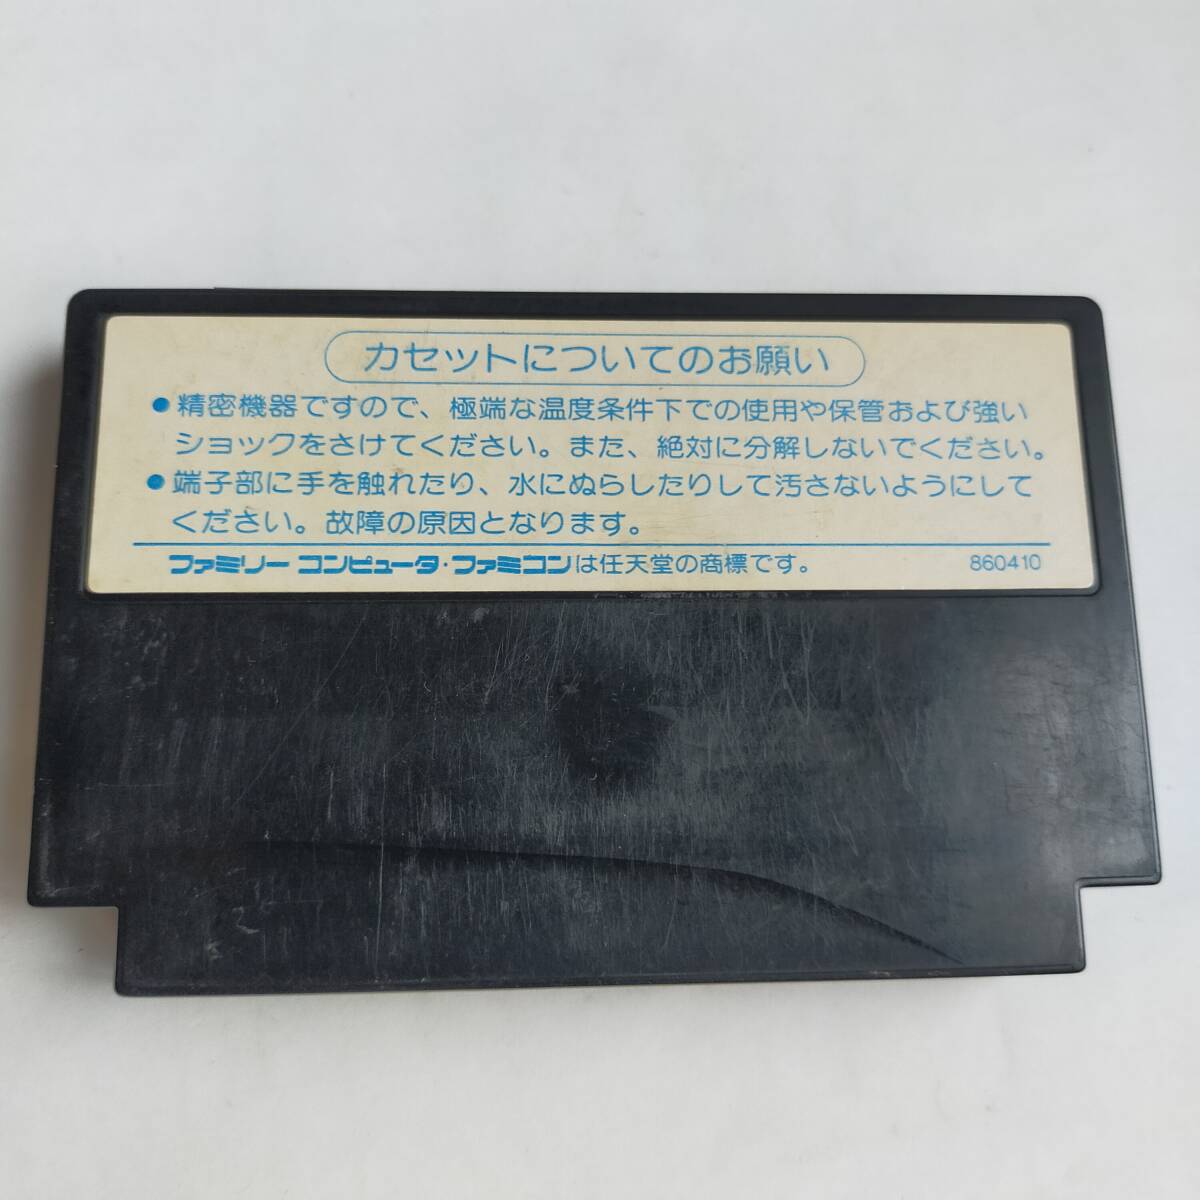 カセットについてのお願い
●精密機器ですので、極端な温度条件下での使用や保管および強い
ショックをさけてください。また、絶対に分解しないでください。
●端子部に手を触れたり、水にぬらしたりして汚さないようにして
ください。故障の原因となります。
ファミリー コンピュータ・ファミコンは任天堂の商標です。 860410